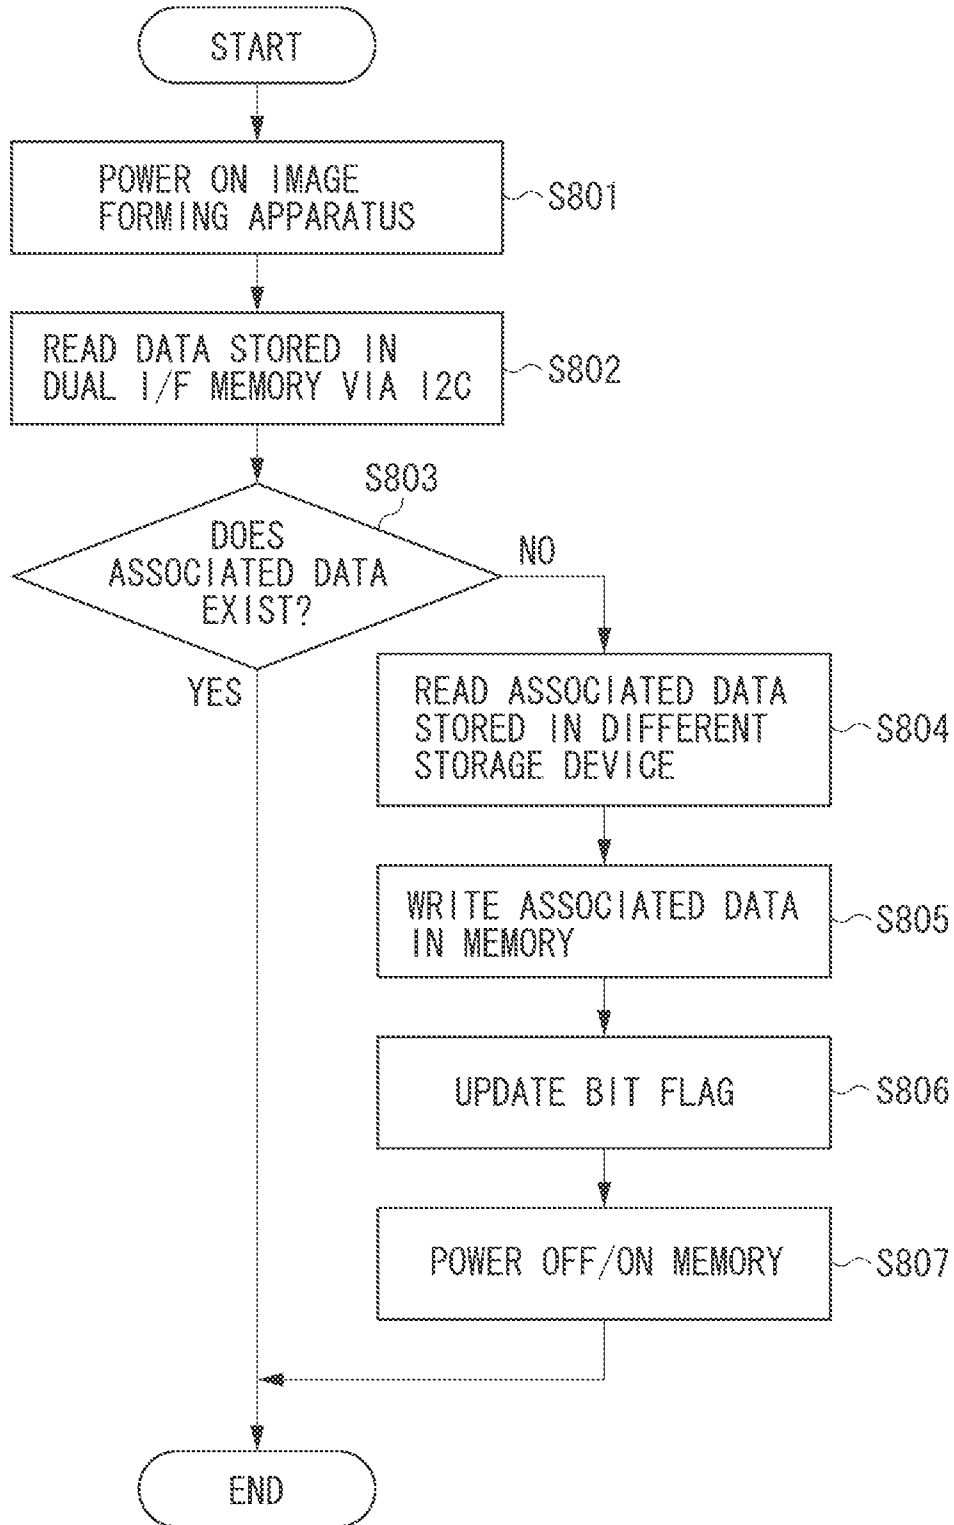 START
POWER ON IMAGE
FORMING APPARATUS
S801
READ DATA STORED IN
DUAL I/F MEMORY VIA I2C
S802
S803
DOES
ASSOCIATED DATA
EXIST?
NO
YES
READ ASSOCIATED DATA
STORED IN DIFFERENT
STORAGE DEVICE
S804
WRITE ASSOCIATED DATA
IN MEMORY
S805
UPDATE BIT FLAG
S806
POWER OFF/ON MEMORY
S807
END